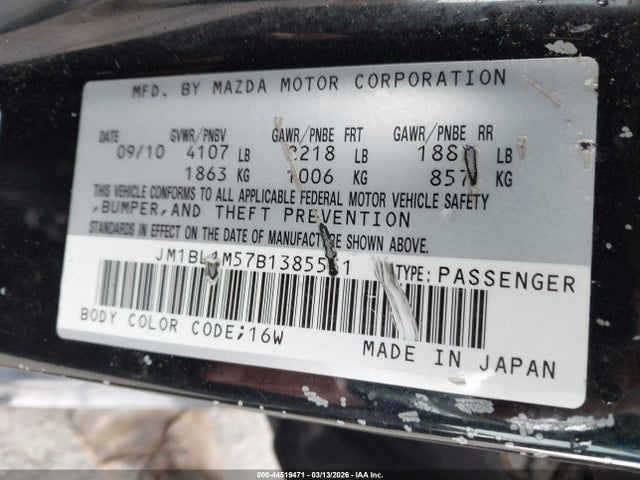 MFD. BY MAZDA MOTOR CORPORATION
DATE GVWR/PNBV GAWR/PNBE FRT GAWR/PNBE RR
09/10 4107 LB 2218 LB LB
1863 KG 1006 KG 857 KG
THIS VEHICLE CONFORMS TO ALL APPLICABLE FEDERAL MOTOR VEHICLE SAFETY
,BUMPER,AND THEFT PREVENTION
STANDARDS IN EFFECT ON THE DATE OF MANUFACTURE SHOWN ABOVE.
TYPE: PASSENGER
BODY COLOR CODE;16W
MADE IN JAPAN
000-44519471 - 03/13/2026 - IAA Inc.